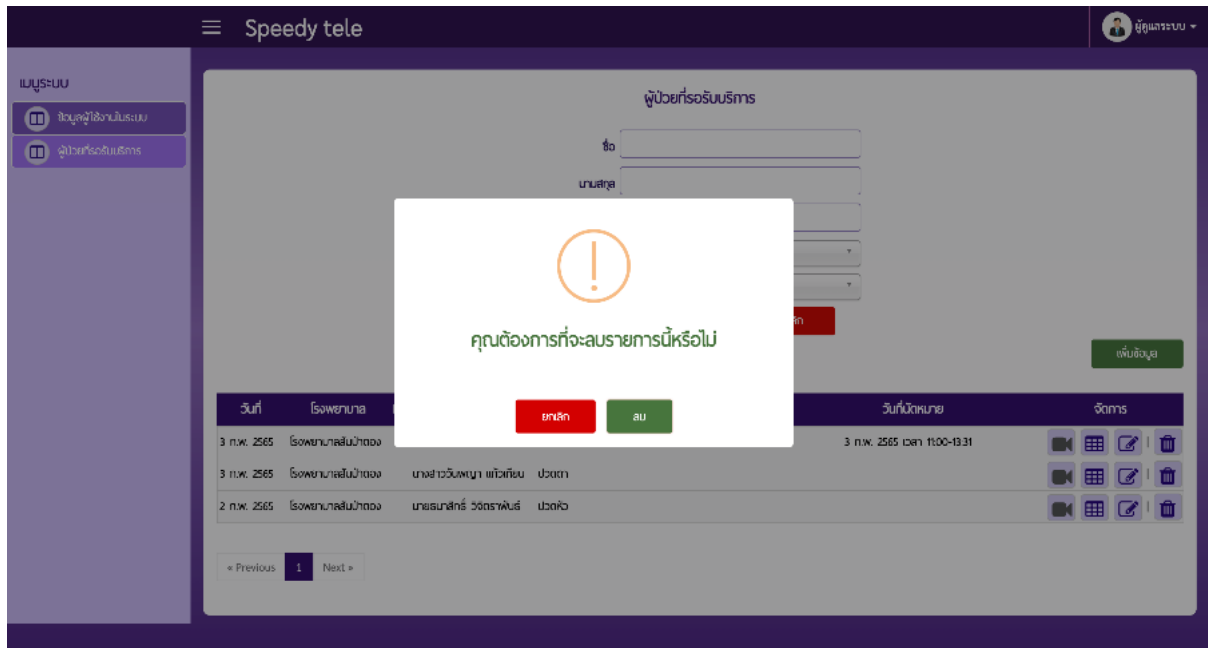 Speedy tele
ผู้ดูแลระบบ
เมนูระบบ
ข้อมูลผู้ใช้งานในระบบ
ผู้ป่วยที่รอรับบริการ
ผู้ป่วยที่รอรับบริการ
ชื่อ
นามสกุล
คุณต้องการที่จะลบรายการนี้หรือไม่
ยกเลิก ลบ
เพิ่มข้อมูล
วันที่ โรงพยาบาล วันที่นัดหมาย จัดการ
3 ก.พ. 2565 โรงพยาบาลสันป่าตอง 3 ก.พ. 2565 เวลา 11:00-13:31
3 ก.พ. 2565 โรงพยาบาลสันป่าตอง นางสาววันพญา แก้วเทียน ปวดตา
2 ก.พ. 2565 โรงพยาบาลสันป่าตอง นายธนาสิทธิ์ วิจิตราพันธ์ ปวดหัว
« Previous 1 Next »